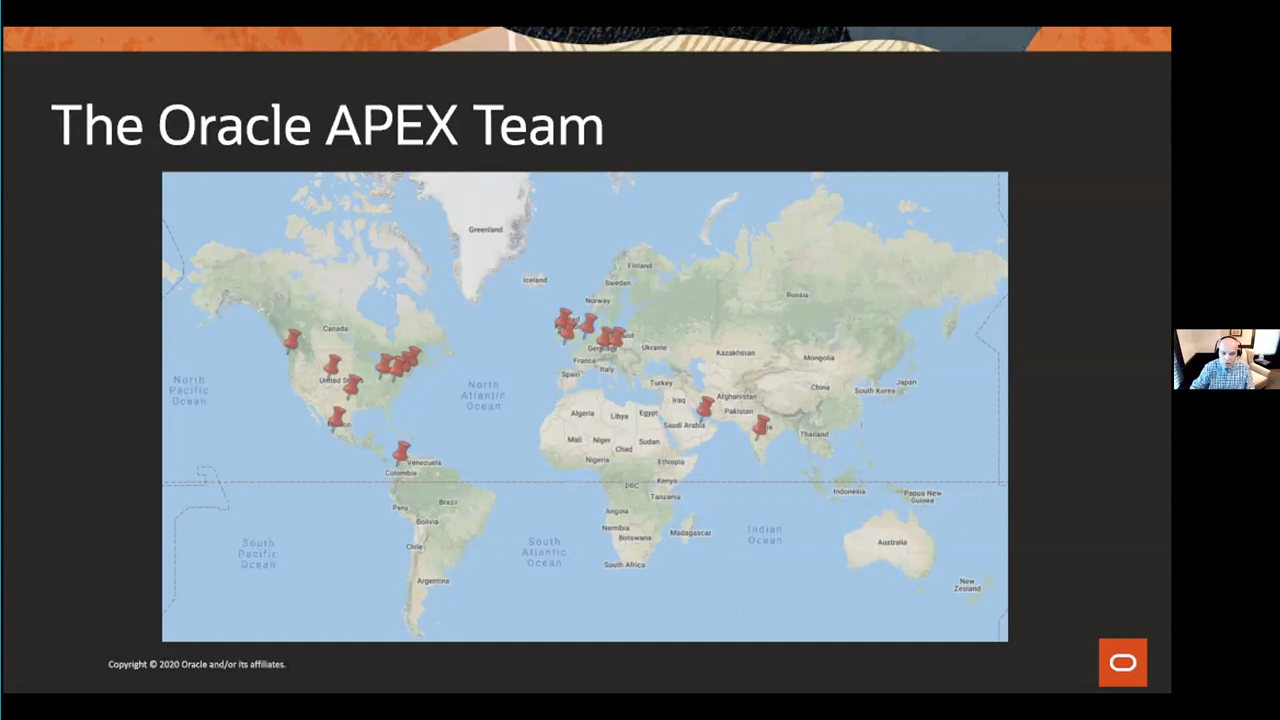 The Oracle APEX Team
Greenland
Iceland
Finland
Sweden
Norway
Russia
Canada
Ukraine
France
Kazakhstan
Mongolia
North
Pacific
Ocean
North
Atlantic
Ocean
Spain
Italy
Turkey
China
South Korea
Japan
Iraq
Afghanistan
Pakistan
Algeria
Libya
Egypt
Saudi Arabia
Mali
Niger
Chad
Sudan
Thailand
Nigeria
Ethiopia
Venezuela
Colombia
DRC
Kenya
Tanzania
Indonesia
Papua New
Guinea
Peru
Brazil
Bolivia
Angola
Namibia
Botswana
Madagascar
Indian
Ocean
South
Pacific
Ocean
South
Atlantic
Ocean
Chile
Argentina
South Africa
Australia
New
Zealand
Copyright © 2020 Oracle and/or its affiliates.